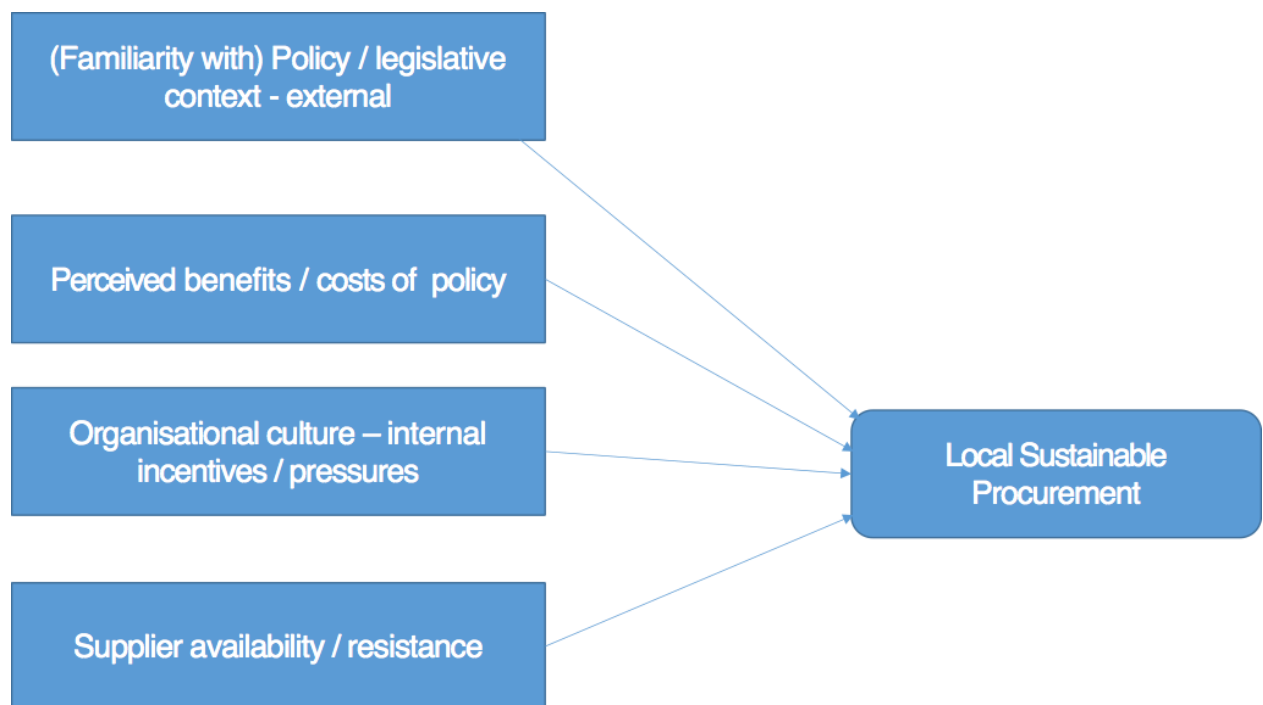 (Familiarity with) Policy / legislative
context - external
Perceived benefits / costs of  policy
Organisational culture – internal
incentives / pressures
Supplier availability / resistance
Local Sustainable
Procurement